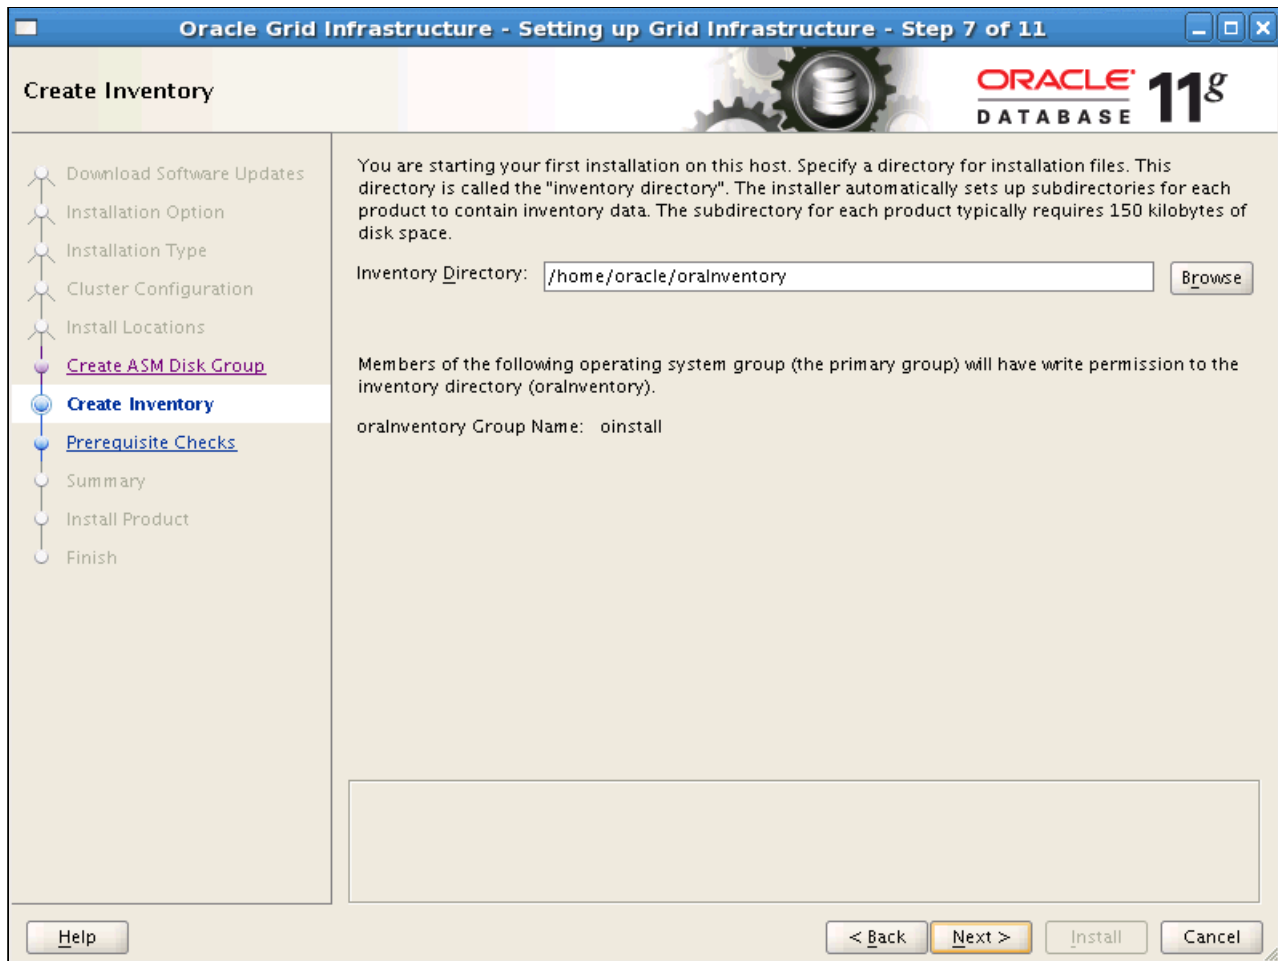 Oracle Grid Infrastructure - Setting up Grid Infrastructure - Step 7 of 11
Create Inventory
ORACLE
DATABASE
11g
Download Software Updates
Installation Option
Installation Type
Cluster Configuration
Install Locations
Create ASM Disk Group
Create Inventory
Prerequisite Checks
Summary
Install Product
Finish
You are starting your first installation on this host. Specify a directory for installation files. This
directory is called the "inventory directory". The installer automatically sets up subdirectories for each
product to contain inventory data. The subdirectory for each product typically requires 150 kilobytes of
disk space.
Inventory Directory: /home/oracle/oraInventory Browse
Members of the following operating system group (the primary group) will have write permission to the
inventory directory (oraInventory).
oraInventory Group Name: oinstall
Help < Back Next > Install Cancel